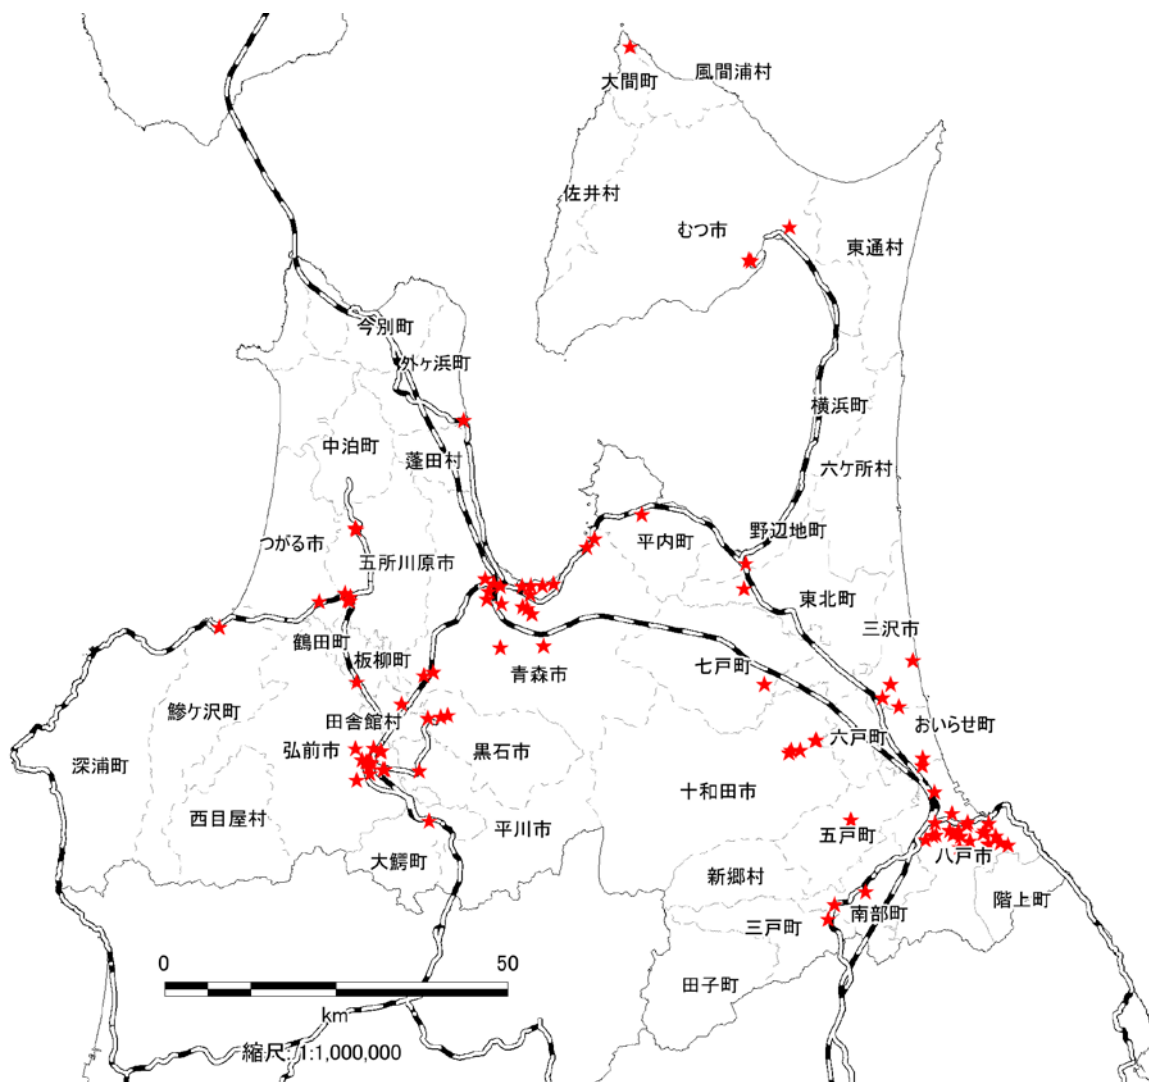 大間町
風間浦村
佐井村
むつ市
東通村
今別町
外ヶ浜町
横浜町
中泊町
蓬田村
六ケ所村
つがる市
五所川原市
平内町
野辺地町
東北町
三沢市
鶴田町
板柳町
青森市
七戸町
鰺ケ沢町
田舎館村
おいらせ町
深浦町
弘前市
黒石市
六戸町
十和田市
西目屋村
平川市
五戸町
大鰐町
八戸市
新郷村
階上町
南部町
三戸町
田子町
0 50
km
縮尺: 1:1,000,000